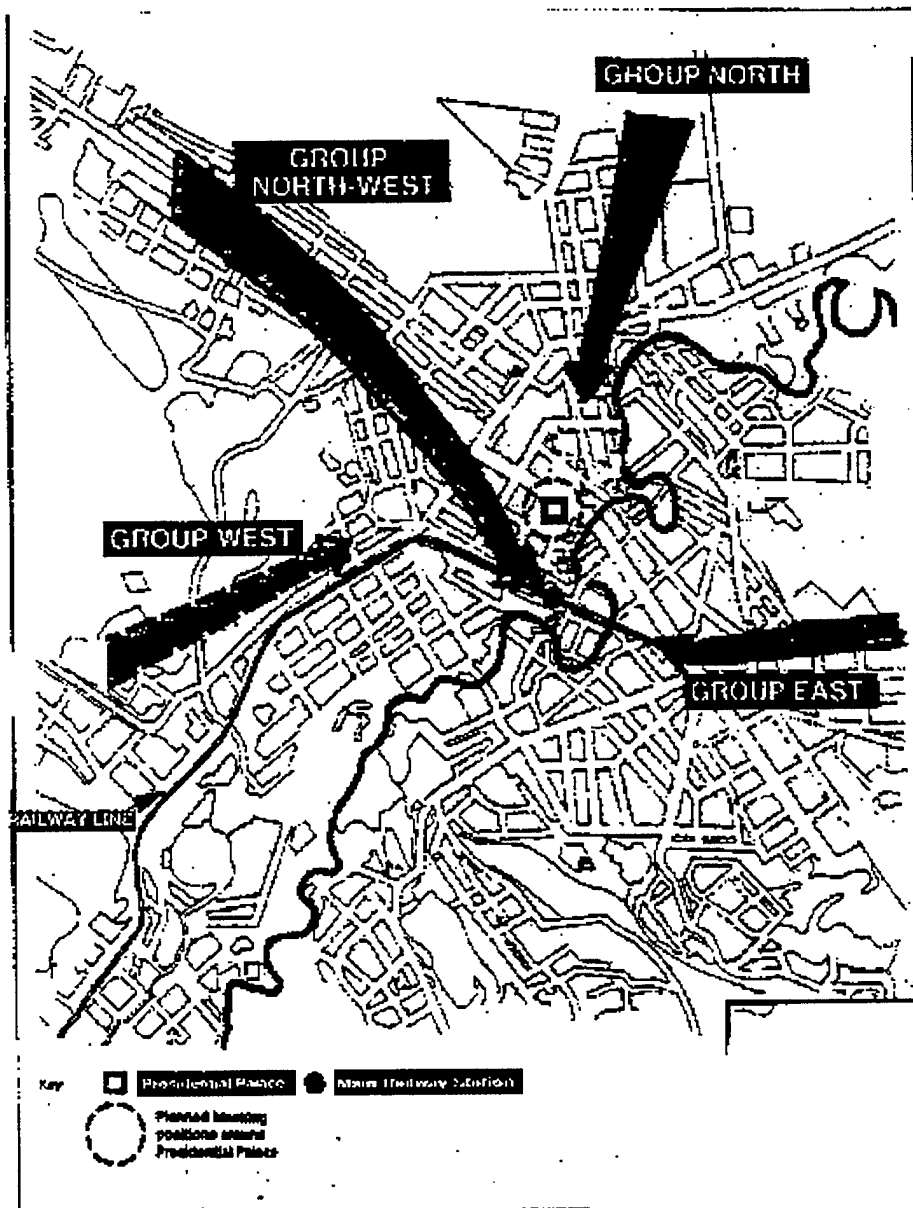 GROUP NORTH
GROUP
NORTH-WEST
GROUP WEST
GROUP EAST
RAILWAY LINE
Key
Presidential Palace
Main Railway Station
Planned
positions around
Presidential Palace